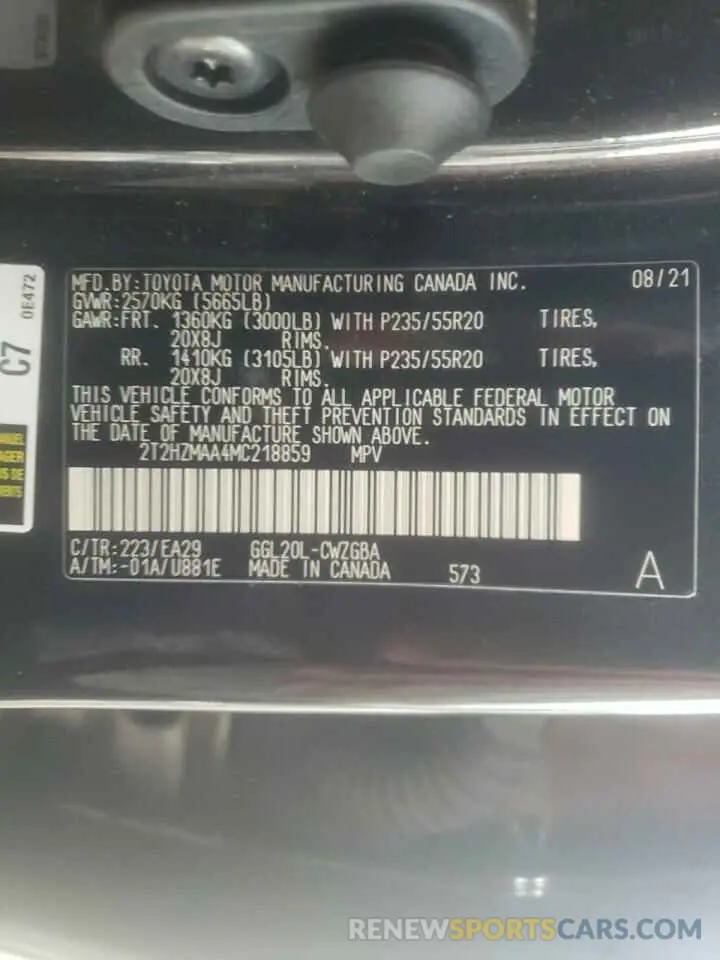 MFD.BY:TOYOTA MOTOR MANUFACTURING CANADA INC. 08/21
GVWR:2570KG (5665LB)
GAWR:FRT. 1360KG (3000LB) WITH P235/55R20 TIRES,
20X8J RIMS.
RR. 1410KG (3105LB) WITH P235/55R20 TIRES,
20X8J RIMS.
THIS VEHICLE CONFORMS TO ALL APPLICABLE FEDERAL MOTOR
VEHICLE SAFETY AND THEFT PREVENTION STANDARDS IN EFFECT ON
THE DATE OF MANUFACTURE SHOWN ABOVE.
2T2HZMAA4MC218859 MPV
C/TR:223/EA29 GGL20L-CWZGBA
A/TM:-01A/U881E MADE IN CANADA 573 A
C7 0E472
RENEWSPORTSCARS.COM